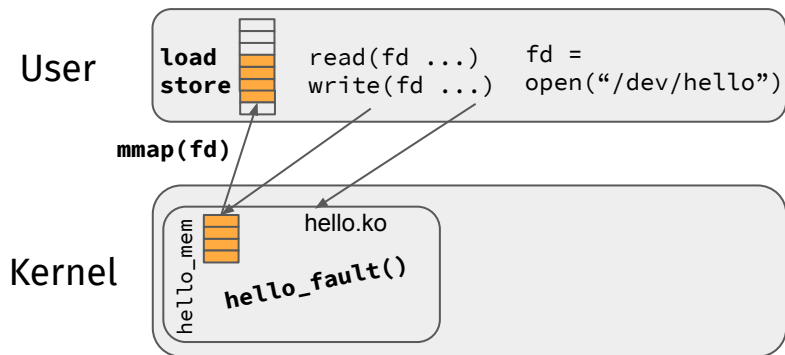 User
load
store
read(fd ...)
write(fd ...)
fd =
open(“/dev/hello”)
mmap(fd)
Kernel
hello_mem
hello.ko
hello_fault()